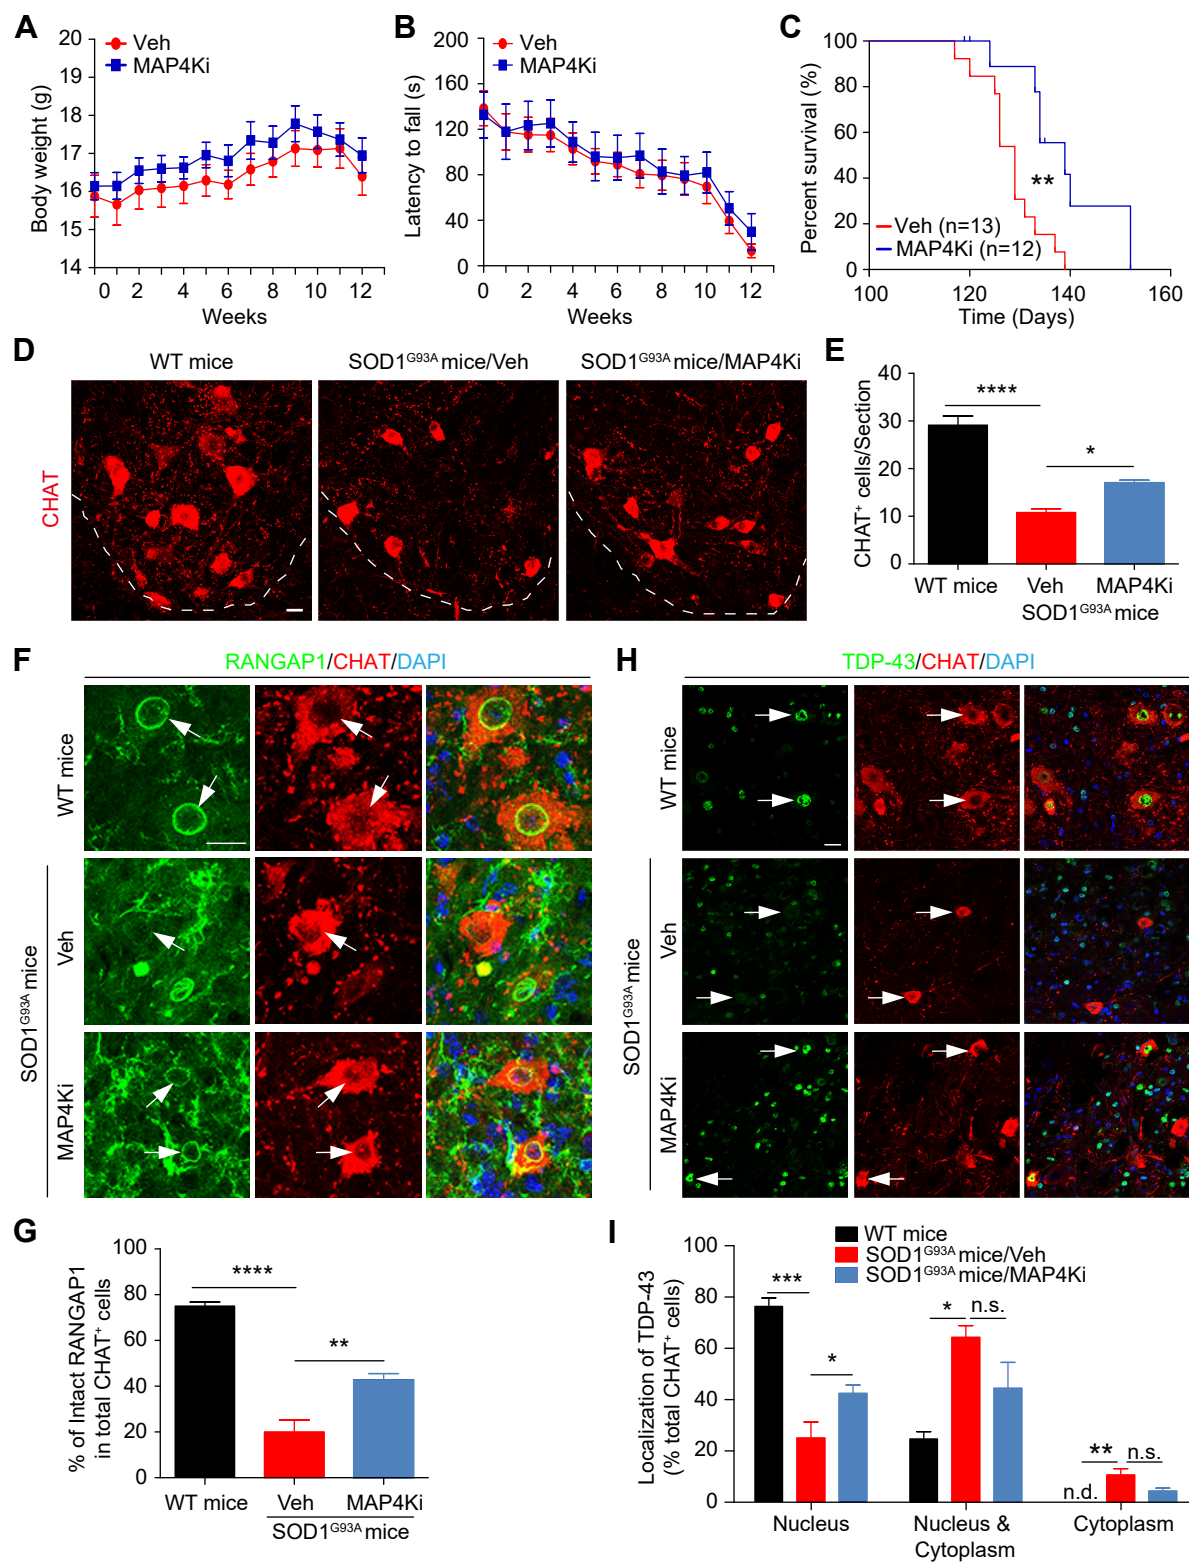 A
Body weight (g)
20
19
18
17
16
15
14
Veh
MAP4Ki
0 2 4 6 8 10 12
Weeks
B
Latency to fall (s)
200
160
120
80
40
0
Veh
MAP4Ki
0 2 4 6 8 10 12
Weeks
C
Percent survival (%)
100
80
60
40
20
0
**
Veh (n=13)
MAP4Ki (n=12)
100 120 140 160
Time (Days)
D
WT mice
SOD1G93A mice/Veh
SOD1G93A mice/MAP4Ki
CHAT
E
CHAT+ cells/Section
40
30
20
10
0
****
*
WT mice Veh MAP4Ki
SOD1G93A mice
F
RANGAP1/CHAT/DAPI
WT mice
Veh
MAP4Ki
SOD1G93A mice
H
TDP-43/CHAT/DAPI
WT mice
Veh
MAP4Ki
SOD1G93A mice
G
% of Intact RANGAP1
in total CHAT+ cells
100
80
60
40
20
0
****
**
WT mice Veh MAP4Ki
SOD1G93A mice
I
WT mice
SOD1G93A mice/Veh
SOD1G93A mice/MAP4Ki
Localization of TDP-43
(% total CHAT+ cells)
100
80
60
40
20
0
***
*
* n.s.
n.d. ** n.s.
Nucleus
Nucleus &
Cytoplasm
Cytoplasm